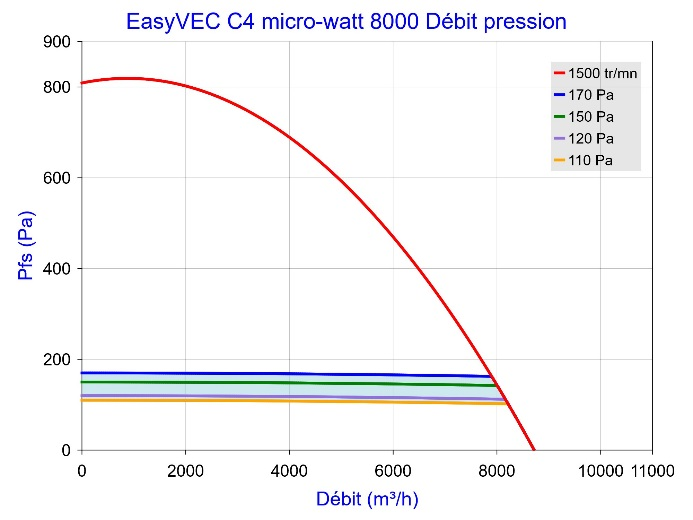 EasyVEC C4 micro-watt 8000 Débit pression
900
800
600
400
200
0
Pfs (Pa)
1500 tr/mn
170 Pa
150 Pa
120 Pa
110 Pa
0 2000 4000 6000 8000 10000 11000
Débit (m³/h)